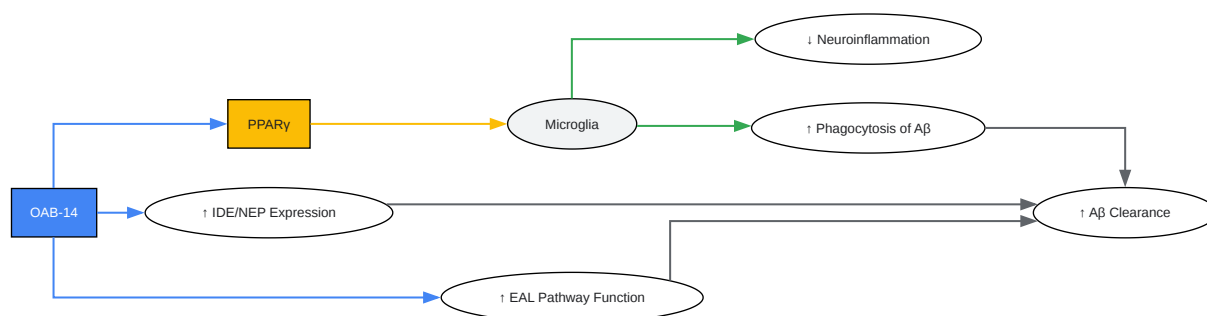 ↓ Neuroinflammation
PPARγ
Microglia
↑ Phagocytosis of Aβ
OAB-14
↑ IDE/NEP Expression
↑ Aβ Clearance
↑ EAL Pathway Function